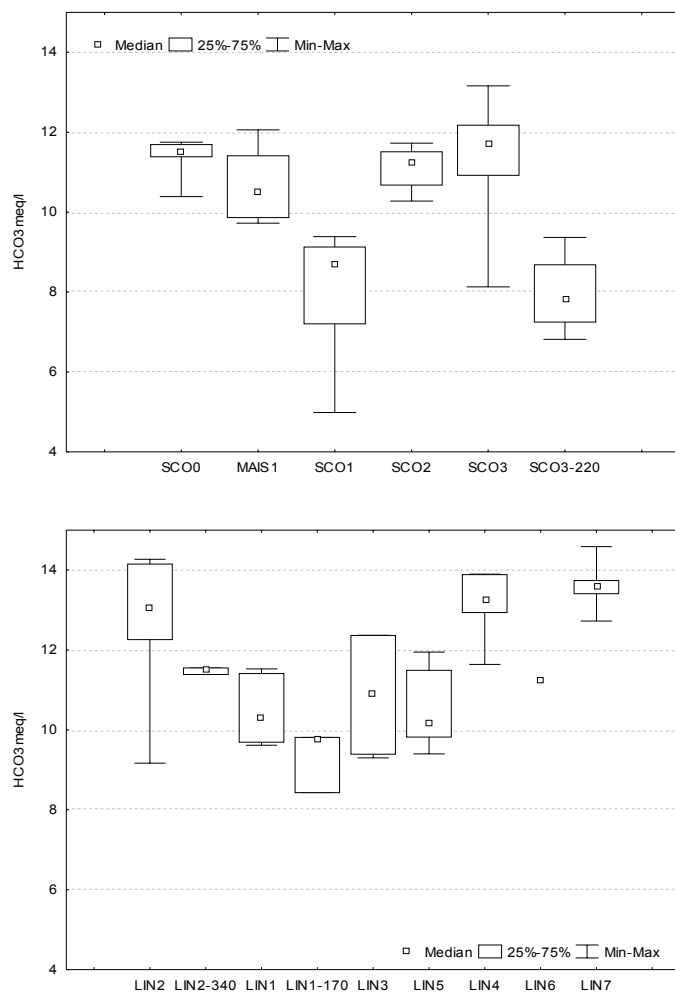 14
12
10
8
6
4
HCO3 meq/l
Median 25%-75% Min-Max
SCO0 MAIS1 SCO1 SCO2 SCO3 SCO3-220
14
12
10
8
6
4
HCO3 meq/l
Median 25%-75% Min-Max
LIN2 LIN2-340 LIN1 LIN1-170 LIN3 LIN5 LIN4 LIN6 LIN7